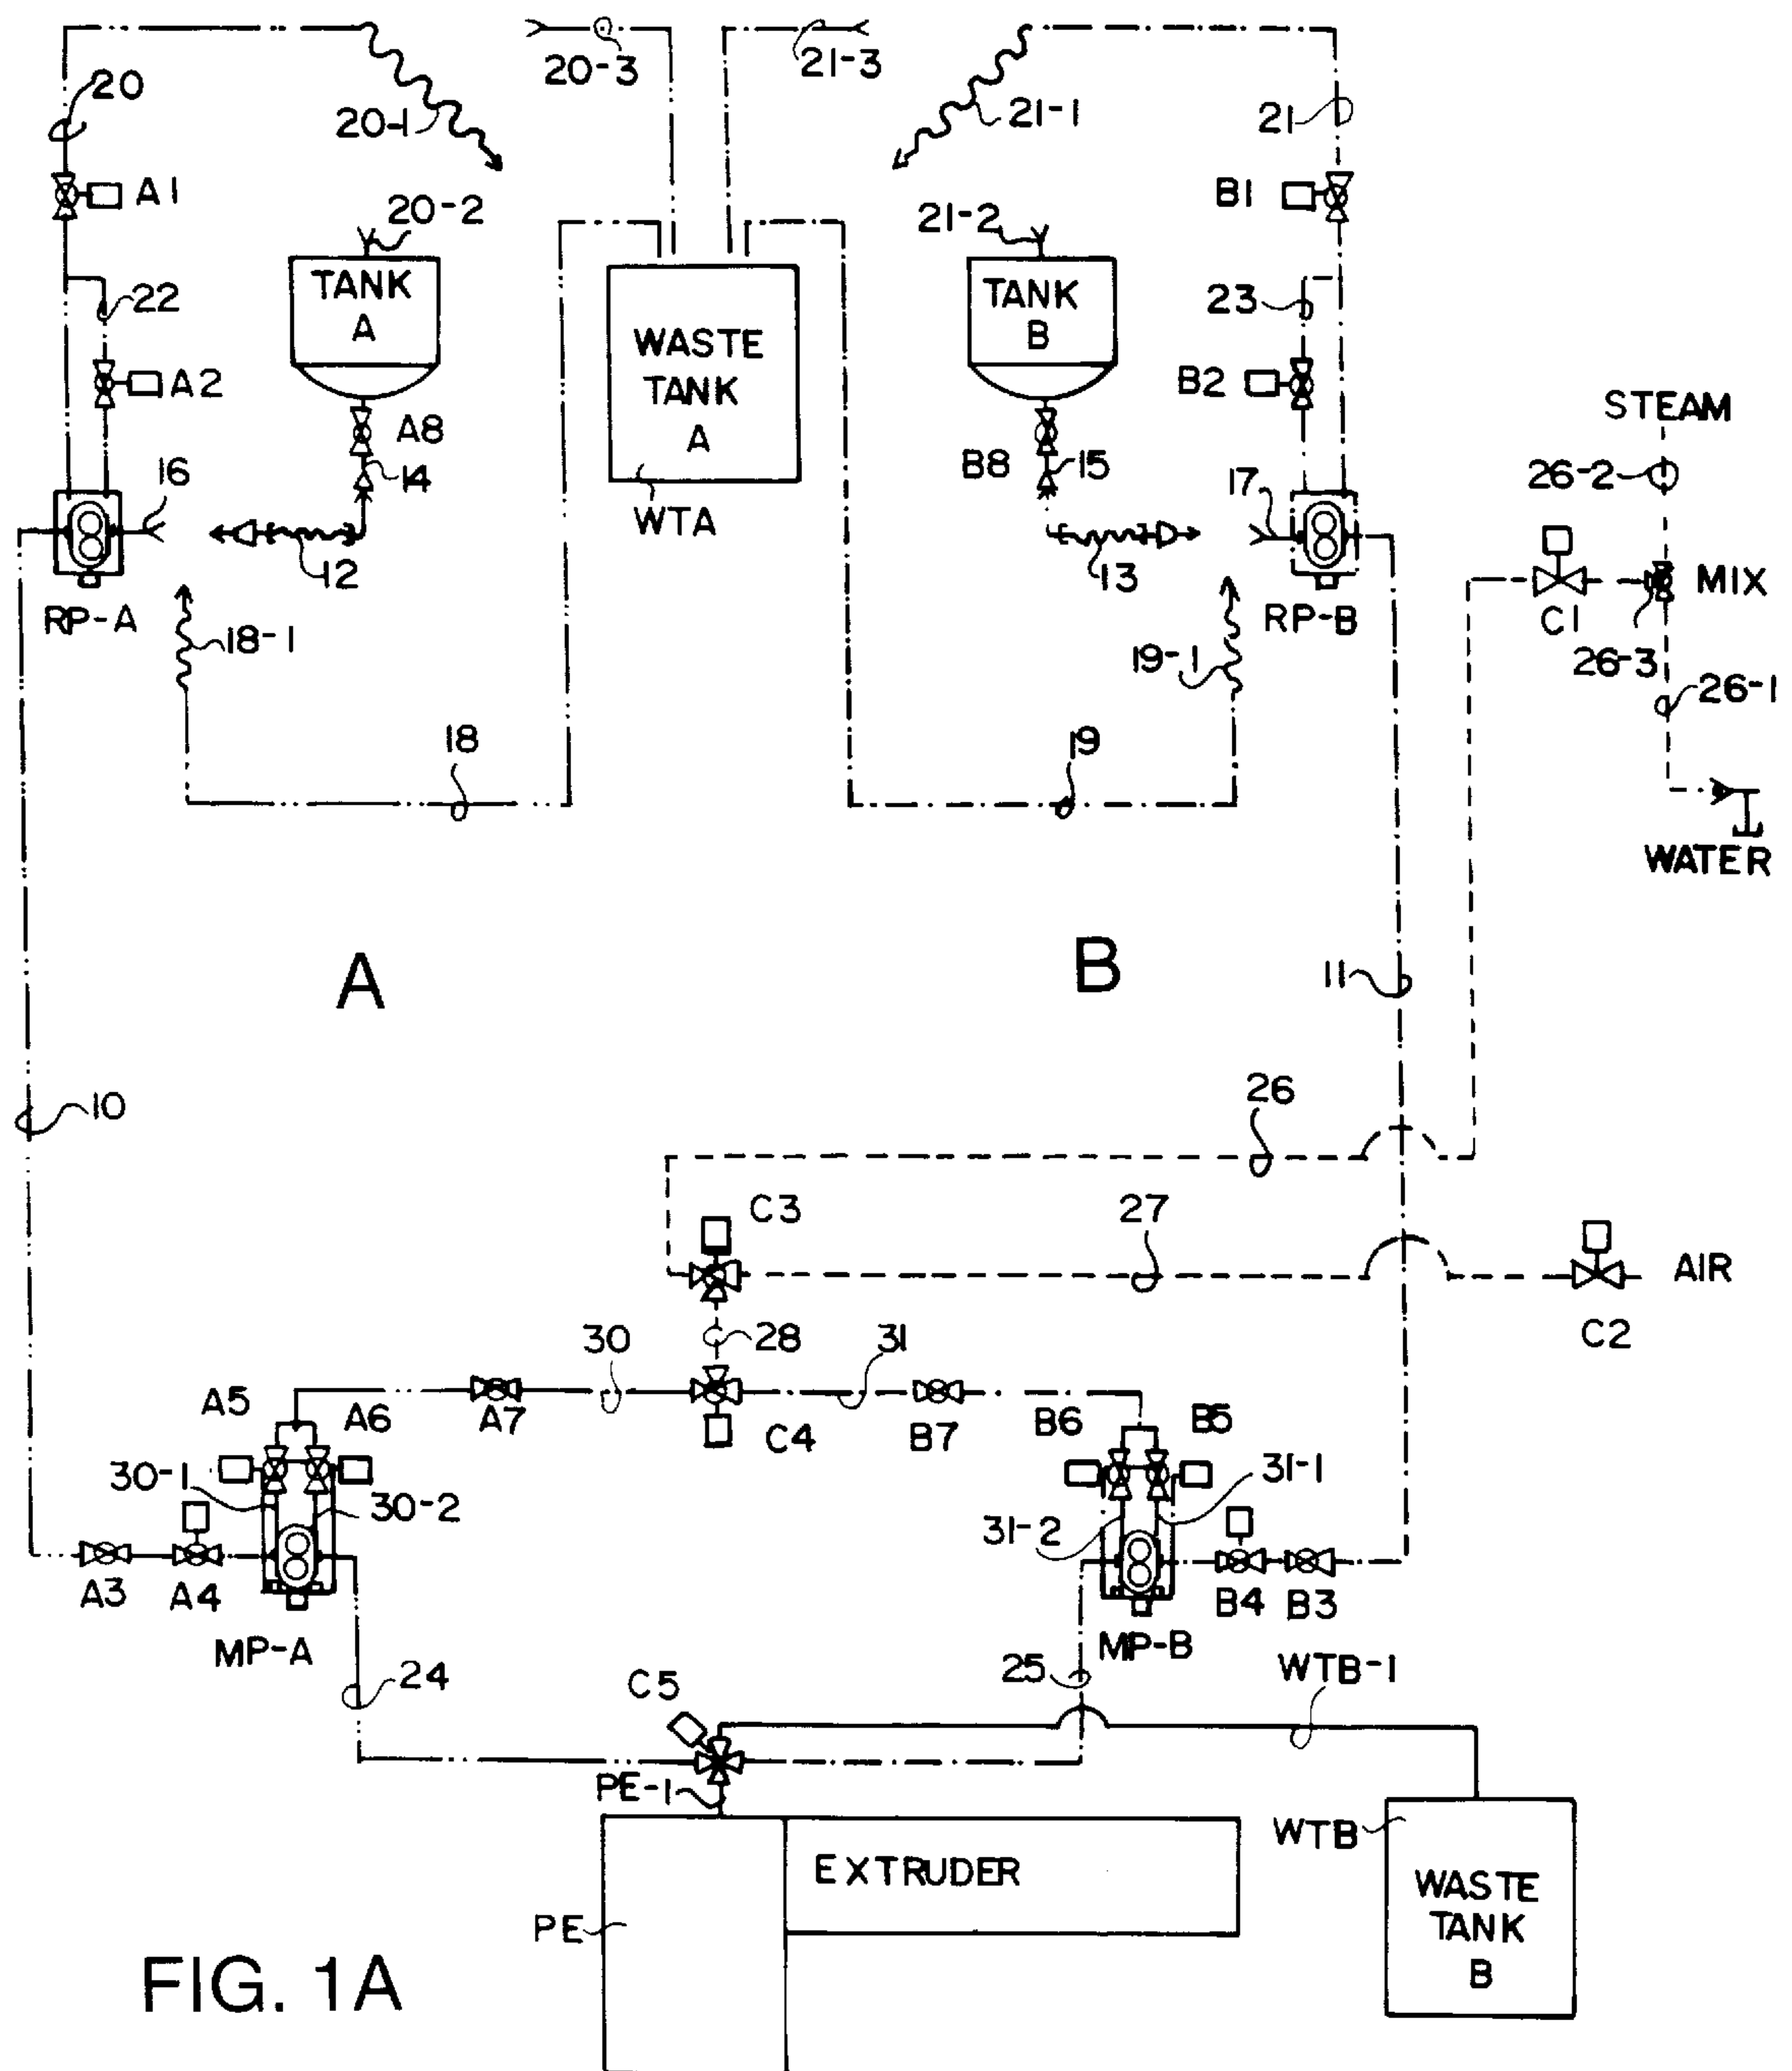 20
20-1
20-3
21-3
21-1
21
A1
20-2
21-2
B1
22
TANK
A
WASTE
TANK
A
TANK
B
23
A2
B2
STEAM
A8
14
B8
15
26-2
16
WTA
17
12
13
C1
MIX
RP-A
RP-B
26-3
18-1
19-1
26-1
18
19
WATER
A
B
11
10
26
C3
27
AIR
C2
30
28
31
A5
A6
A7
C4
B7
B6
B5
30-1
30-2
31-2
31-1
A3
A4
B4
B3
MP-A
MP-B
24
C5
25
WTB-1
PE-1
WTB
EXTRUDER
WASTE
TANK
B
PE
FIG. 1A